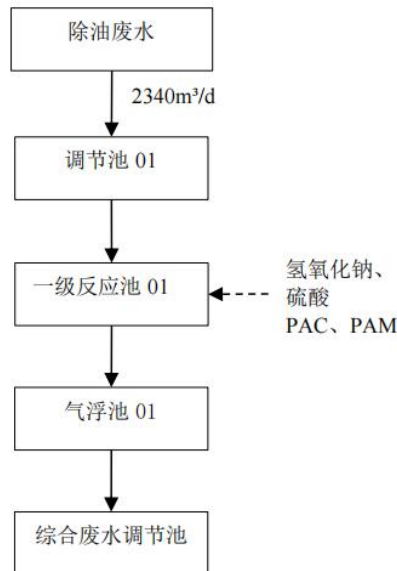 除油废水
2340m³/d
调节池 01
一级反应池 01
氢氧化钠、
硫酸
PAC、PAM
气浮池 01
综合废水调节池